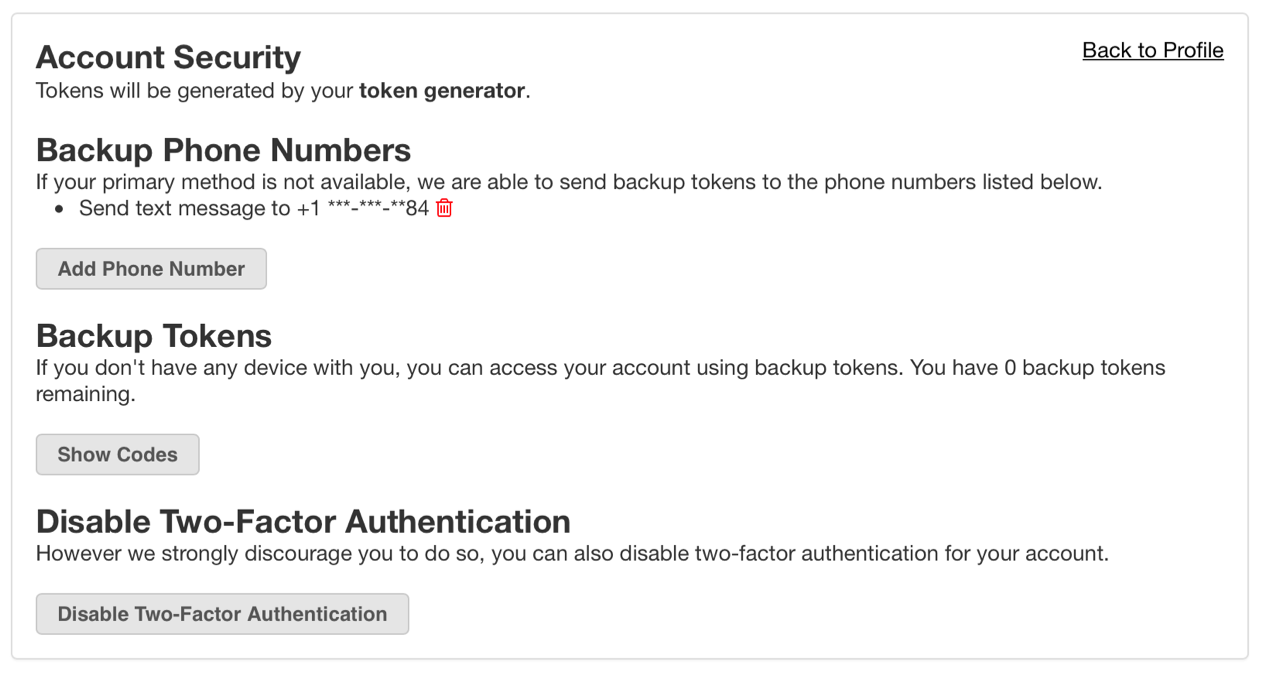 Account Security
Back to Profile
Tokens will be generated by your token generator.
Backup Phone Numbers
If your primary method is not available, we are able to send backup tokens to the phone numbers listed below.
• Send text message to +1 ***-***-**84
Add Phone Number
Backup Tokens
If you don't have any device with you, you can access your account using backup tokens. You have 0 backup tokens
remaining.
Show Codes
Disable Two-Factor Authentication
However we strongly discourage you to do so, you can also disable two-factor authentication for your account.
Disable Two-Factor Authentication